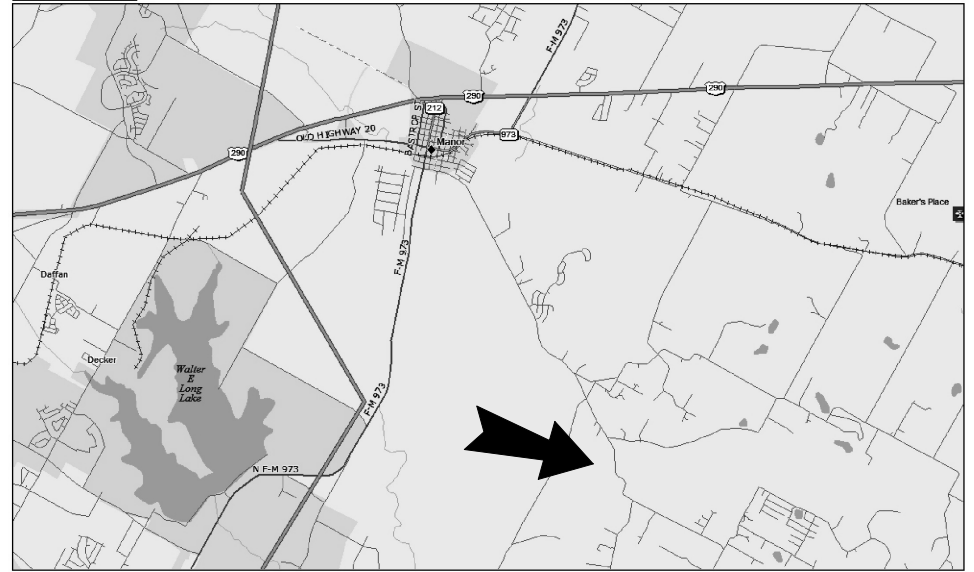 F-M 973
290
290
212
BASTROP ST
OLD HIGHWAY 20
973
Manor
290
Baker's Place
F-M 973
Daffan
Decker
Walter
E
Long
Lake
F-M 973
N F-M 973